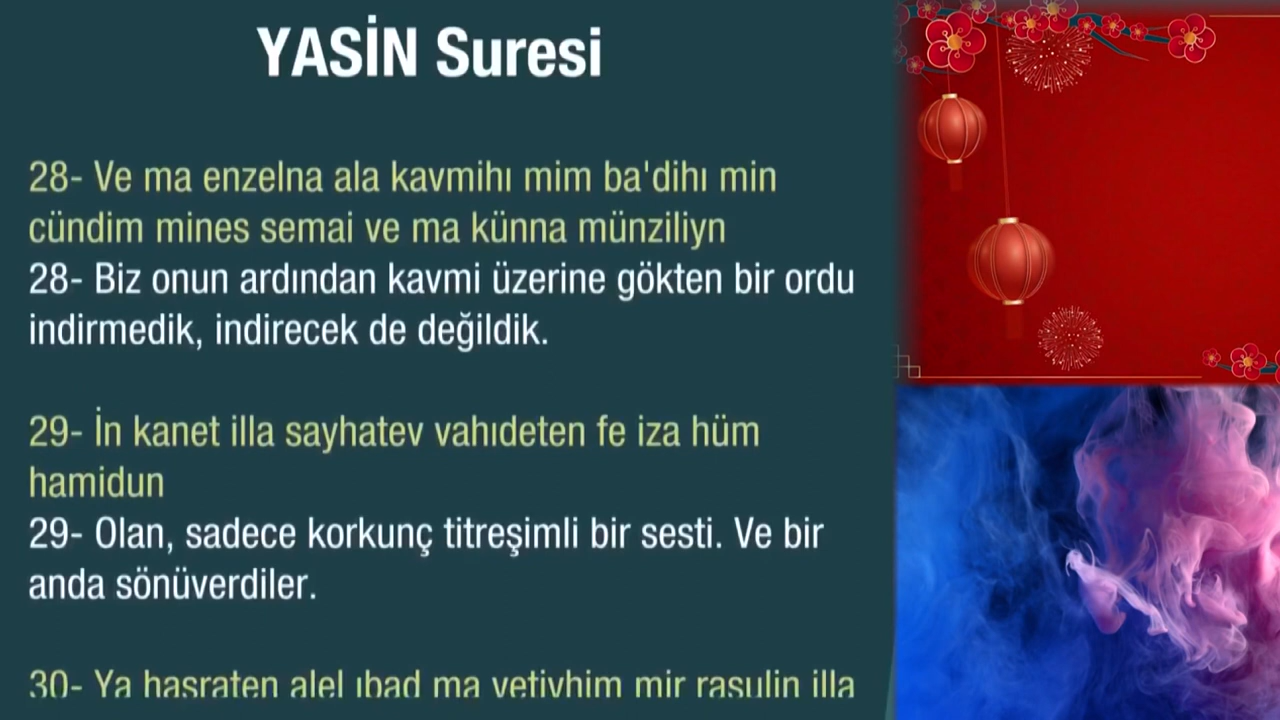 YASİN Suresi
28- Ve ma enzelna ala kavmihı mim ba'dihı min
cündim mines semai ve ma künna münziliyn
28- Biz onun ardından kavmi üzerine gökten bir ordu
indirmedik, indirecek de değildik.
29- İn kanet illa sayhatev vahıdeten fe iza hüm
hamidun
29- Olan, sadece korkunç titreşimli bir sesti. Ve bir
anda sönüverdiler.
30- Ya hasraten alel ıbad ma yetiyhim mir rasulin illa